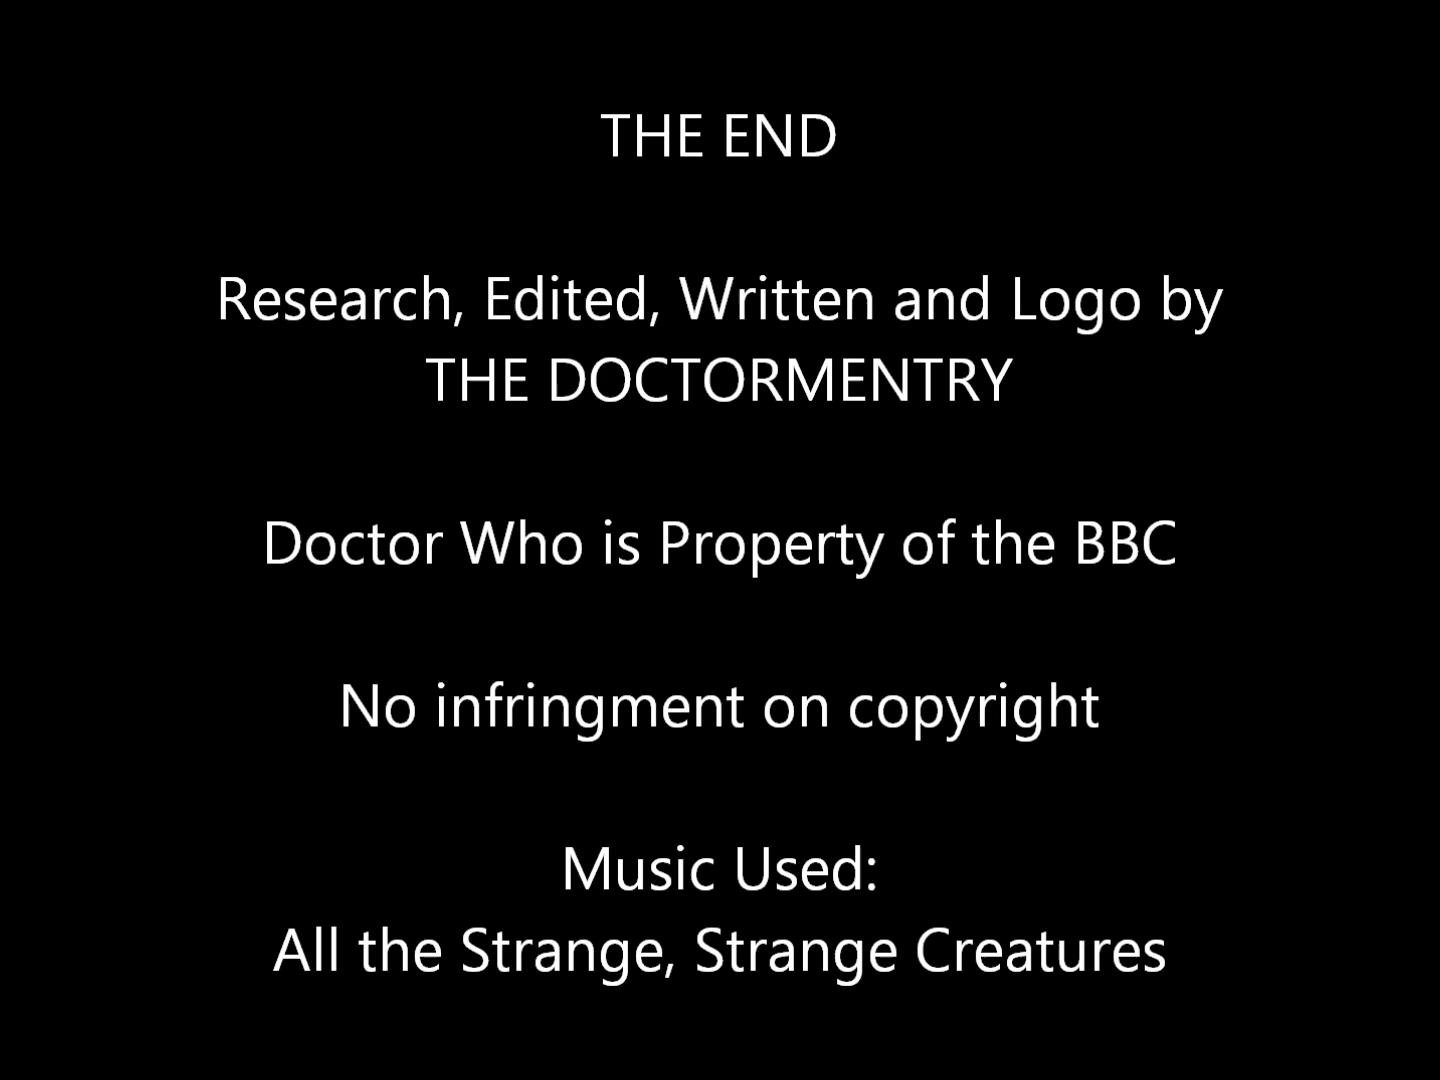 THE END
Research, Edited, Written and Logo by
THE DOCTORMENTRY
Doctor Who is Property of the BBC
No infringment on copyright
Music Used:
All the Strange, Strange Creatures